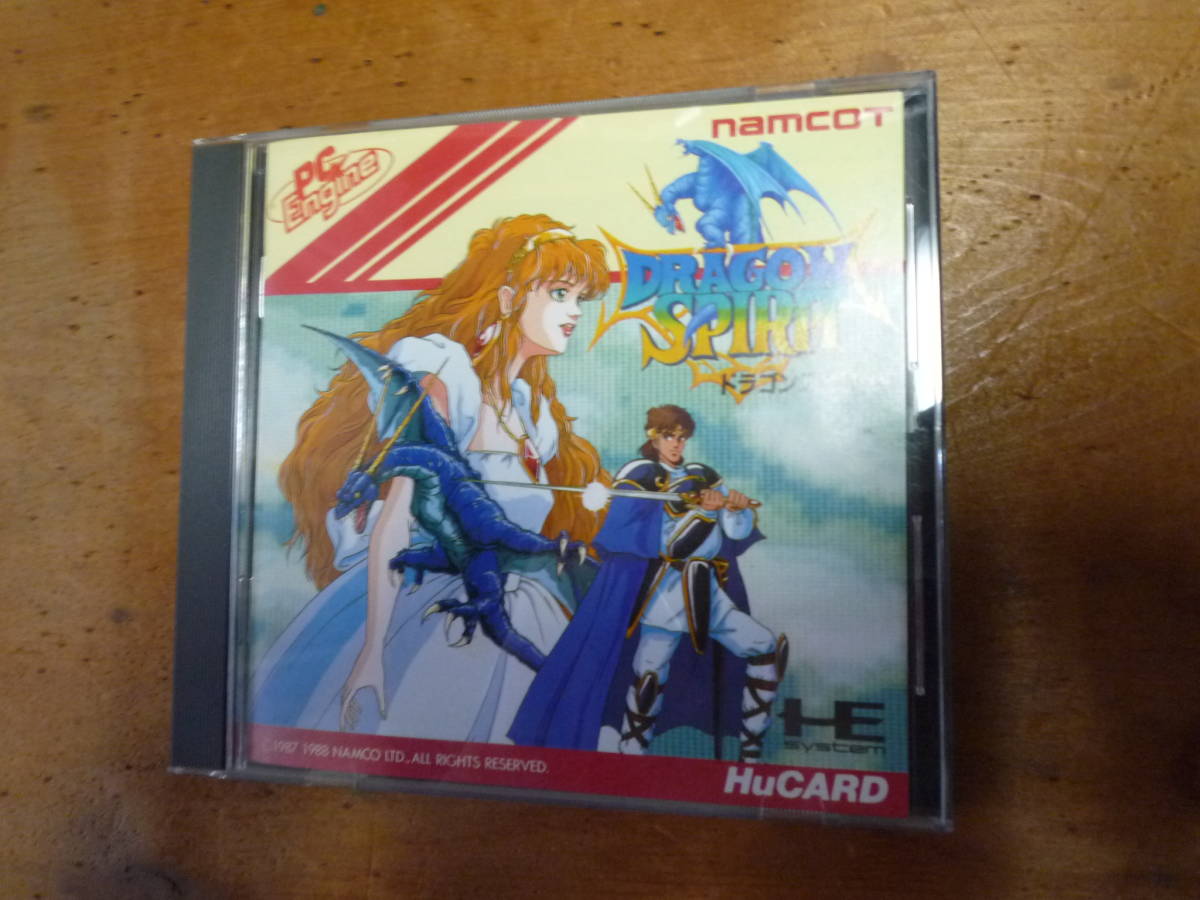 namcoT
PC
Engine
DRAGON
SPIRIT
ドラゴン
HE
system
©1987 1988 NAMCO LTD., ALL RIGHTS RESERVED.
HuCARD